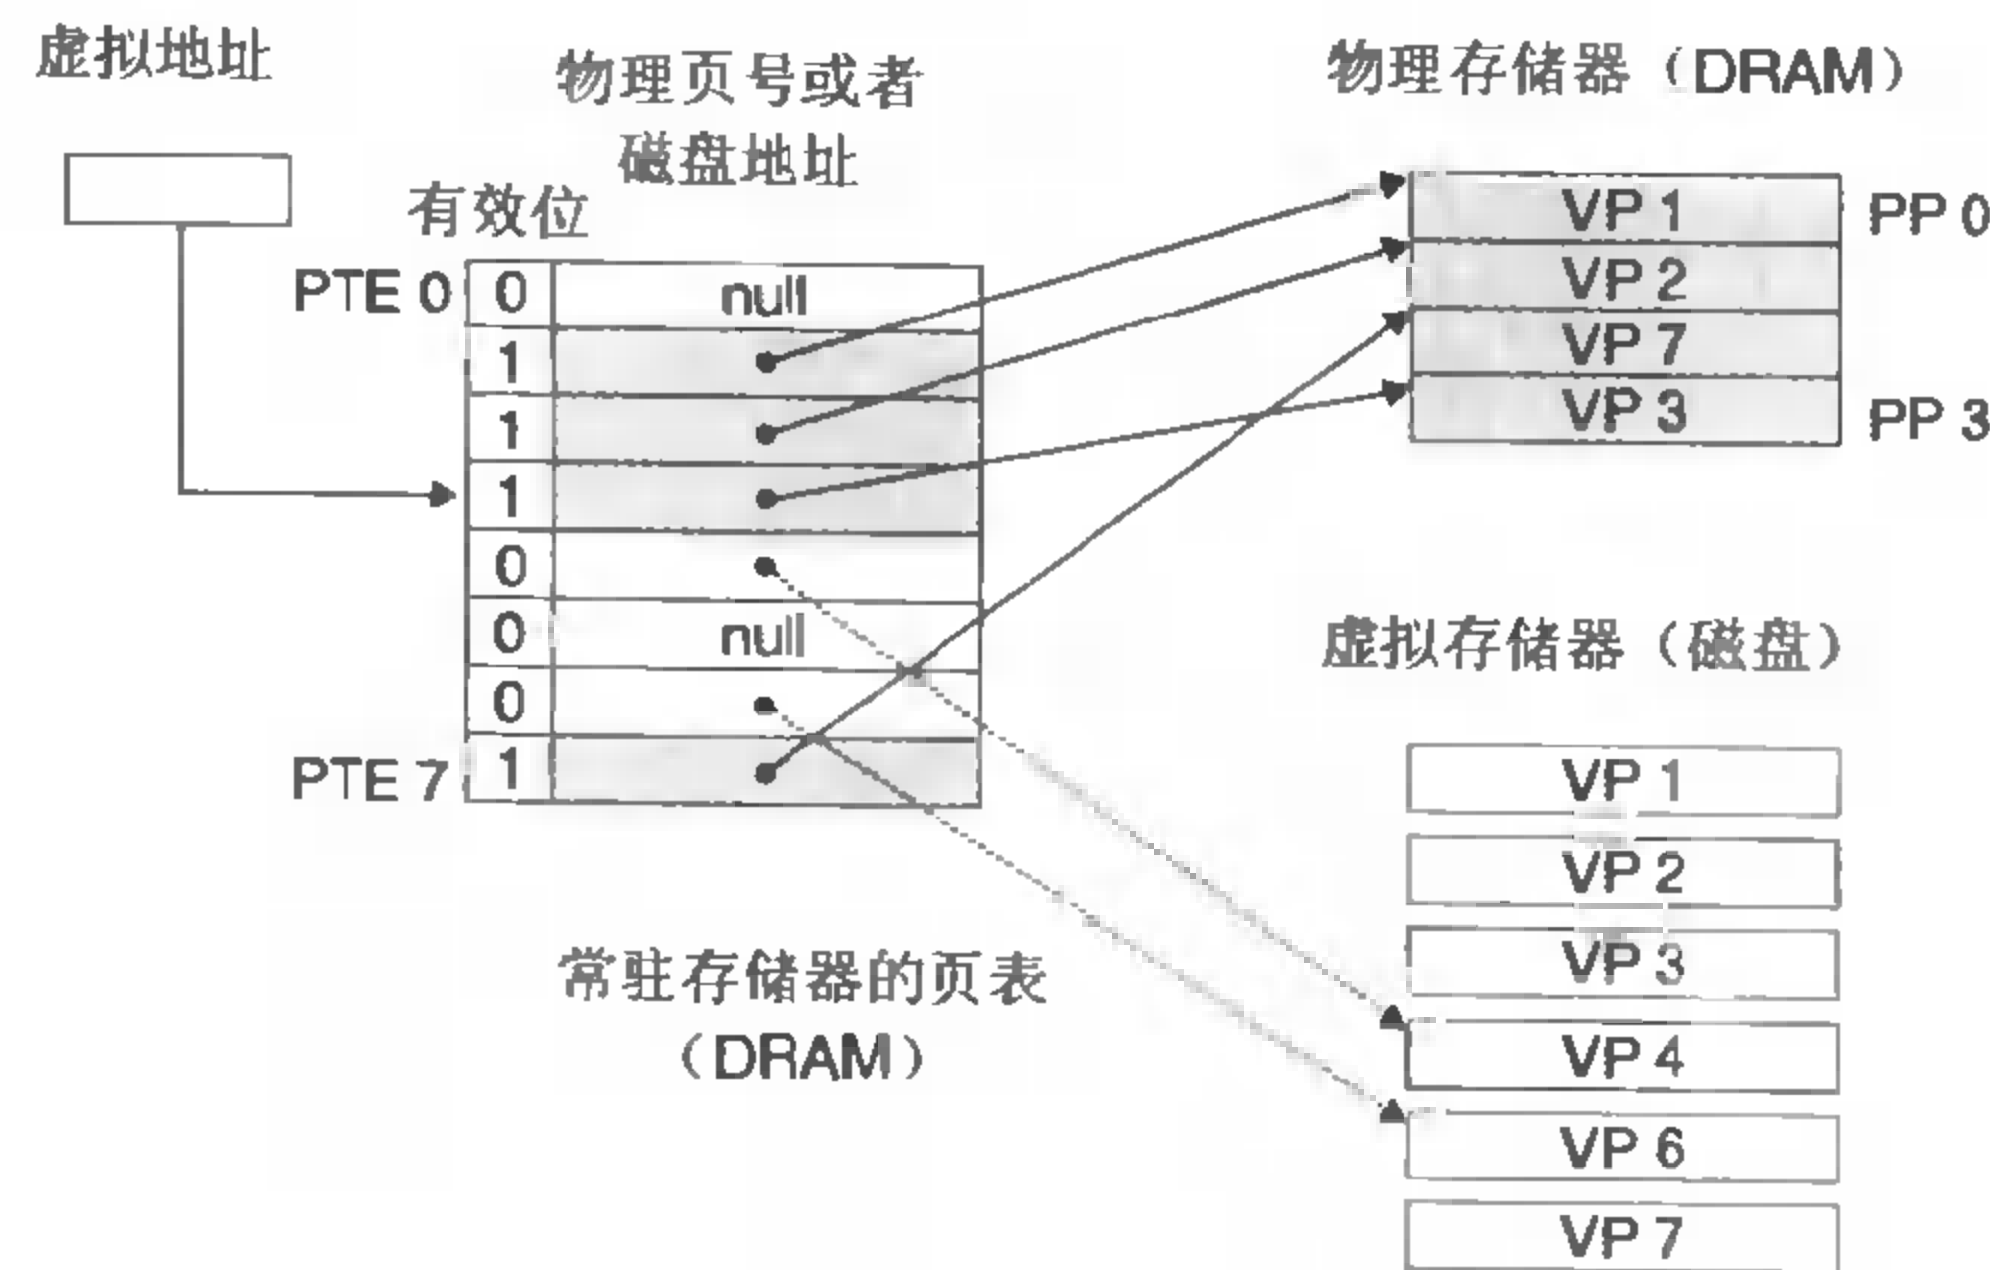 虚拟地址
物理页号或者
磁盘地址
有效位
PTE 0
0
null
1
1
1
0
0
null
0
PTE 7
1
常驻存储器的页表
（DRAM）
物理存储器（DRAM）
VP 1
PP 0
VP 2
VP 7
VP 3
PP 3
虚拟存储器（磁盘）
VP 1
VP 2
VP 3
VP 4
VP 6
VP 7